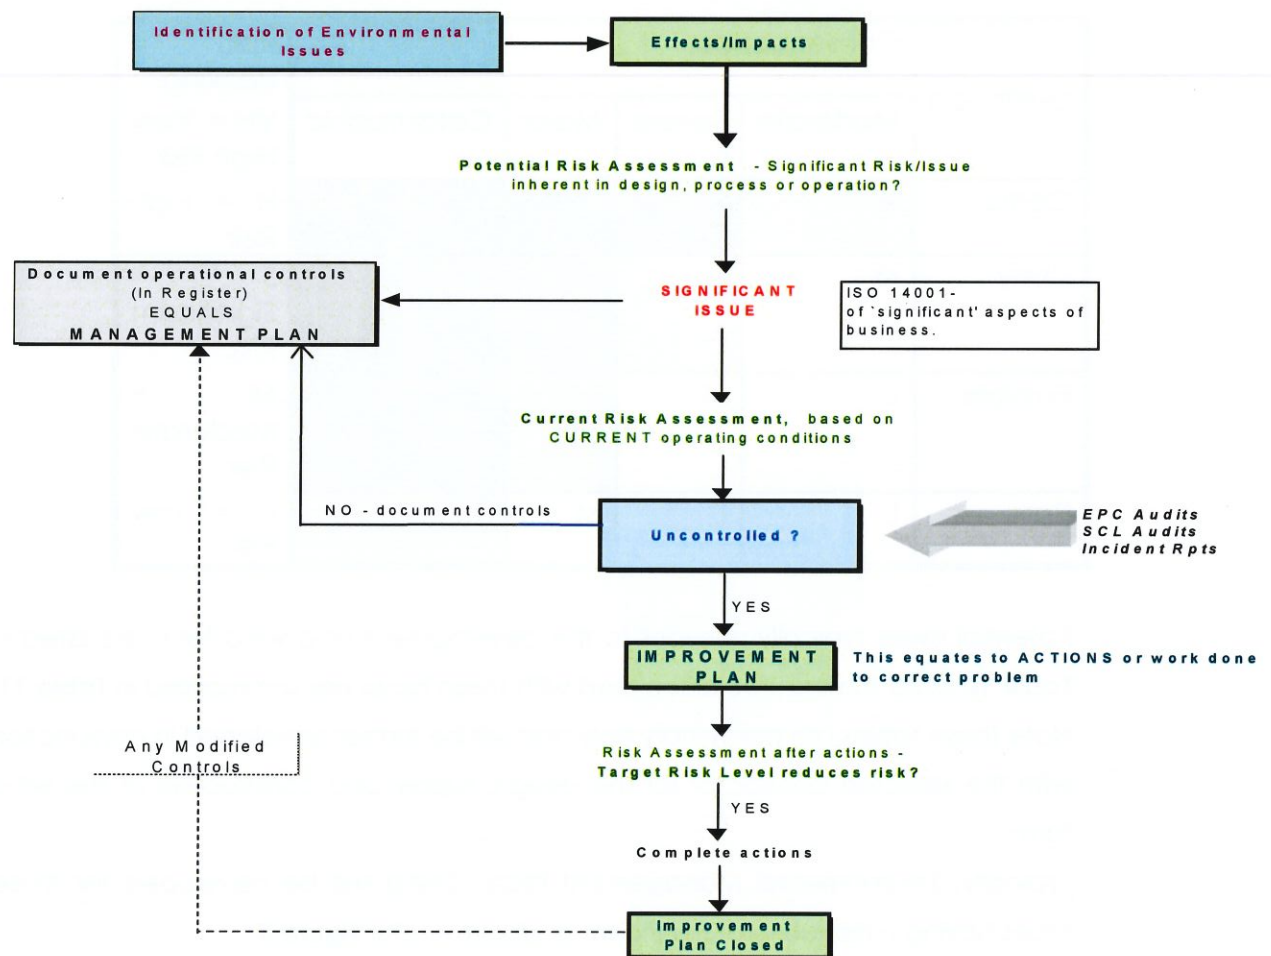 Identification of Environmental
Issues
Effects/Impacts
Potential Risk Assessment - Significant Risk/Issue
inherent in design, process or operation?
Document operational controls
(In Register)
EQUALS
MANAGEMENT PLAN
SIGNIFICANT
ISSUE
ISO 14001-
of `significant' aspects of
business.
Current Risk Assessment, based on
CURRENT operating conditions
NO - document controls
Uncontrolled ?
EPC Audits
SCL Audits
Incident Rpts
YES
IMPROVEMENT
PLAN
This equates to ACTIONS or work done
to correct problem
Any Modified
Controls
Risk Assessment after actions -
Target Risk Level reduces risk?
YES
Complete actions
Improvement
Plan Closed